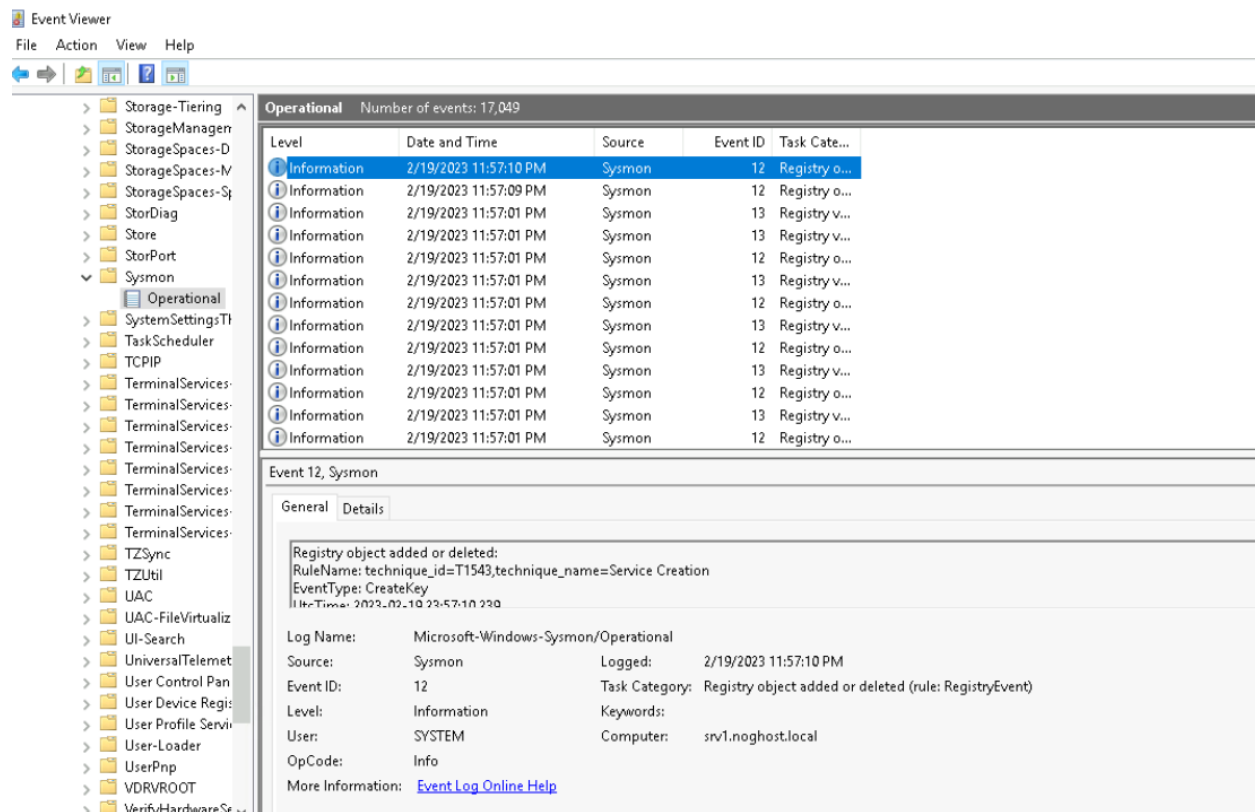 Event Viewer
File Action View Help
Storage-Tiering
StorageManagem
StorageSpaces-D
StorageSpaces-M
StorageSpaces-Sp
StorDiag
Store
StorPort
Sysmon
Operational
SystemSettingsTh
TaskScheduler
TCPIP
TerminalServices-
TerminalServices-
TerminalServices-
TerminalServices-
TerminalServices-
TerminalServices-
TerminalServices-
TerminalServices-
TZSync
TZUtil
UAC
UAC-FileVirtualiz
UI-Search
UniversalTelemet
User Control Pan
User Device Regis
User Profile Servi
User-Loader
UserPnp
VDRVROOT
VerifyHardwareSe
Operational Number of events: 17,049
Level Date and Time Source Event ID Task Cate...
Information 2/19/2023 11:57:10 PM Sysmon 12 Registry o...
Information 2/19/2023 11:57:09 PM Sysmon 12 Registry o...
Information 2/19/2023 11:57:01 PM Sysmon 13 Registry v...
Information 2/19/2023 11:57:01 PM Sysmon 13 Registry v...
Information 2/19/2023 11:57:01 PM Sysmon 12 Registry o...
Information 2/19/2023 11:57:01 PM Sysmon 13 Registry v...
Information 2/19/2023 11:57:01 PM Sysmon 12 Registry o...
Information 2/19/2023 11:57:01 PM Sysmon 13 Registry v...
Information 2/19/2023 11:57:01 PM Sysmon 12 Registry o...
Information 2/19/2023 11:57:01 PM Sysmon 13 Registry v...
Information 2/19/2023 11:57:01 PM Sysmon 12 Registry o...
Information 2/19/2023 11:57:01 PM Sysmon 13 Registry v...
Information 2/19/2023 11:57:01 PM Sysmon 12 Registry o...
Event 12, Sysmon
General Details
Registry object added or deleted:
RuleName: technique_id=T1543,technique_name=Service Creation
EventType: CreateKey
UtcTime: 2023-02-19 23:57:10.239
Log Name: Microsoft-Windows-Sysmon/Operational
Source: Sysmon Logged: 2/19/2023 11:57:10 PM
Event ID: 12 Task Category: Registry object added or deleted (rule: RegistryEvent)
Level: Information Keywords:
User: SYSTEM Computer: srv1.noghost.local
OpCode: Info
More Information: Event Log Online Help